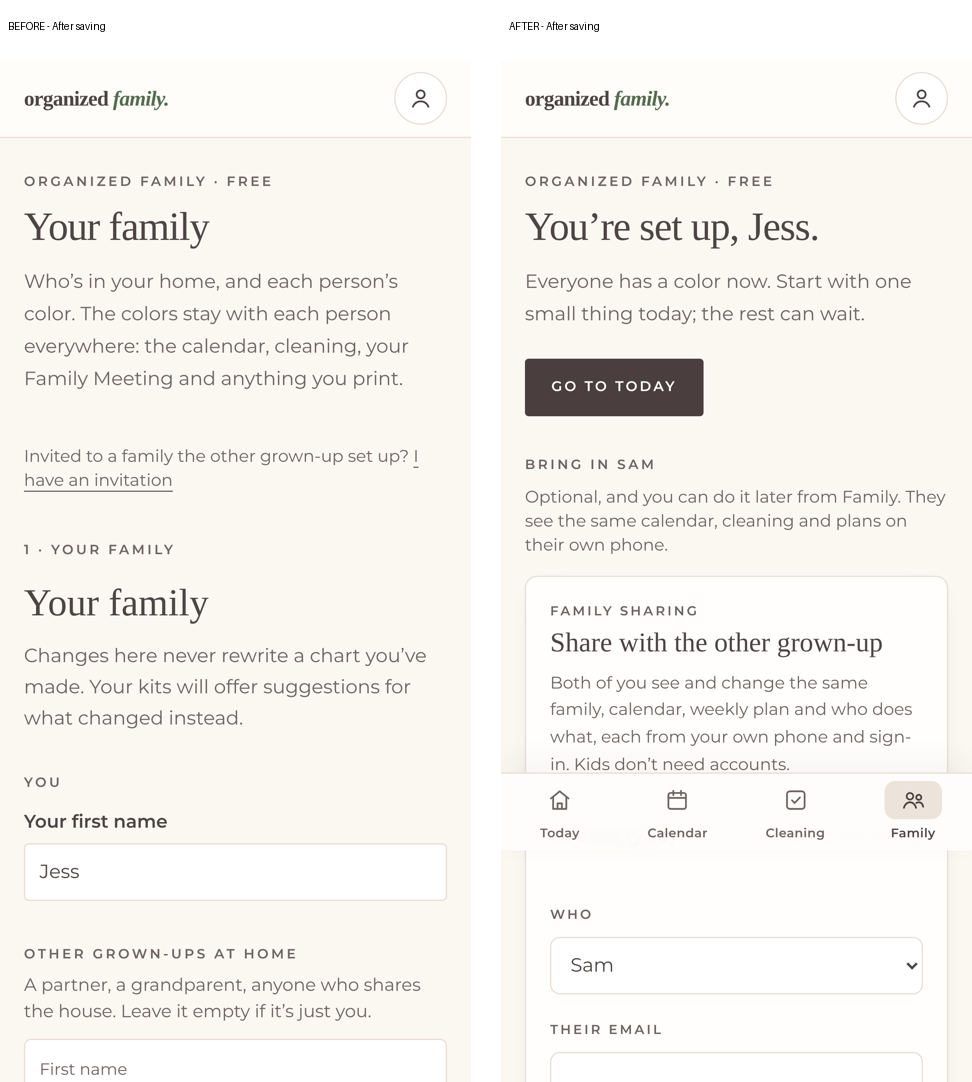 BEFORE - After saving
organized family.
ORGANIZED FAMILY · FREE
Your family
Who’s in your home, and each person’s
color. The colors stay with each person
everywhere: the calendar, cleaning, your
Family Meeting and anything you print.
Invited to a family the other grown-up set up? I
have an invitation
1 · YOUR FAMILY
Your family
Changes here never rewrite a chart you’ve
made. Your kits will offer suggestions for
what changed instead.
YOU
Your first name
Jess
OTHER GROWN-UPS AT HOME
A partner, a grandparent, anyone who shares
the house. Leave it empty if it’s just you.
First name
AFTER - After saving
organized family.
ORGANIZED FAMILY · FREE
You’re set up, Jess.
Everyone has a color now. Start with one
small thing today; the rest can wait.
GO TO TODAY
BRING IN SAM
Optional, and you can do it later from Family. They
see the same calendar, cleaning and plans on
their own phone.
FAMILY SHARING
Share with the other grown-up
Both of you see and change the same
family, calendar, weekly plan and who does
what, each from your own phone and sign-
in. Kids don’t need accounts.
Today
Calendar
Cleaning
Family
WHO
Sam
THEIR EMAIL